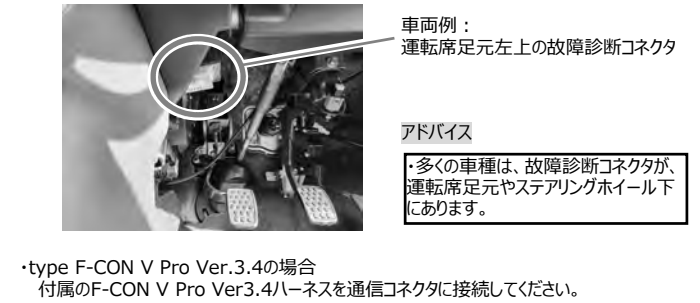 車両例：
運転席足元左上の故障診断コネクタ
アドバイス
・多くの車種は、故障診断コネクタが、
運転席足元やステアリングホイール下
にあります。
・type F-CON V Pro Ver.3.4の場合
付属のF-CON V Pro Ver3.4ハーネスを通信コネクタに接続してください。